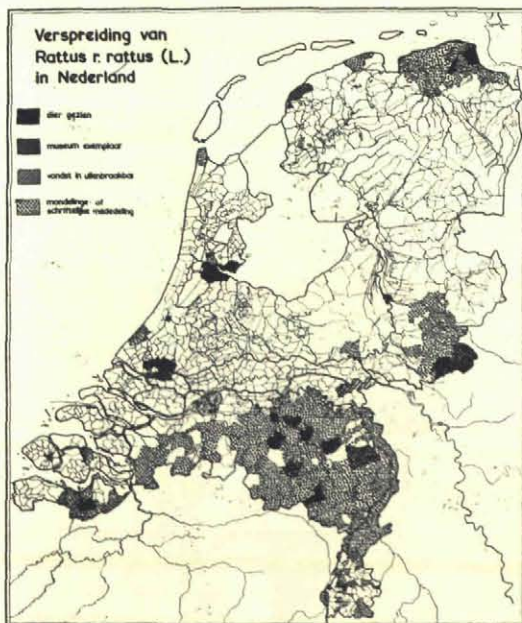 Verspreiding van
Rattus r. rattus (L.)
in Nederland
dier gezien
museum exemplaar
vondst in uilenbraakbal
mondelinge of
schriftelijke mededeling